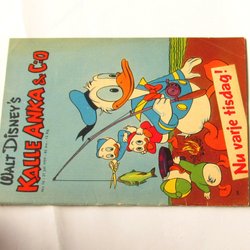 WALT DISNEY'S
KALLE ANKA & C:O
Nu varje tisdag!